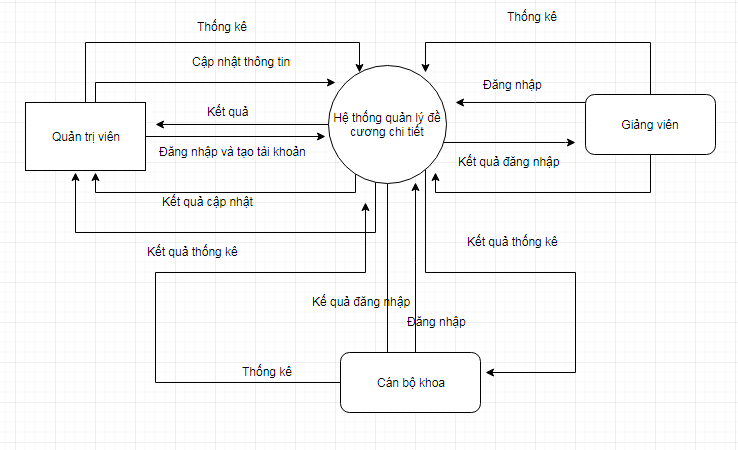 Thống kê
Thống kê
Cập nhật thông tin
Đăng nhập
Kết quả
Hệ thống quản lý đề
cương chi tiết
Giảng viên
Quản trị viên
Đăng nhập và tạo tài khoản
Kết quả đăng nhập
Kết quả cập nhật
Kết quả thống kê
Kết quả thống kê
Kế quả đăng nhập
Đăng nhập
Thống kê
Cán bộ khoa